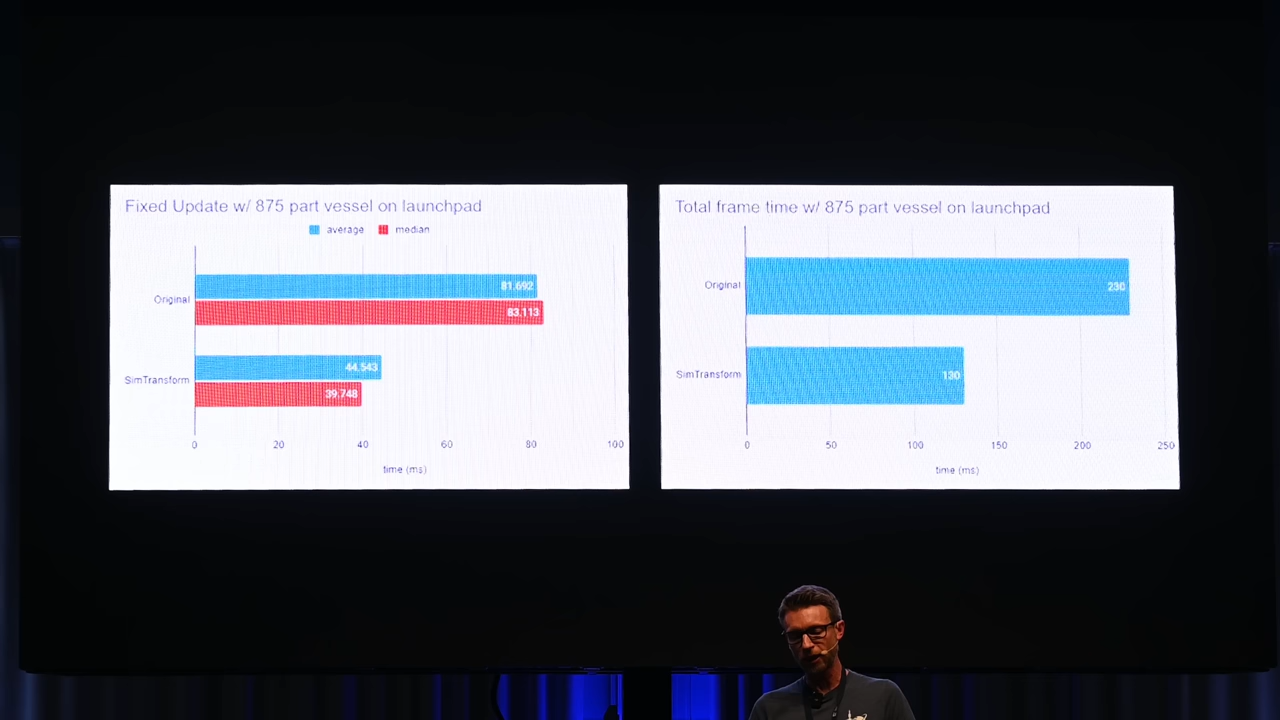 Fixed Update w/ 875 part vessel on launchpad
average median
Original
81.692
83.113
SimTransform
44.543
39.748
0 20 40 60 80 100
time (ms)
Total frame time w/ 875 part vessel on launchpad
Original
230
SimTransform
130
0 50 100 150 200 250
time (ms)